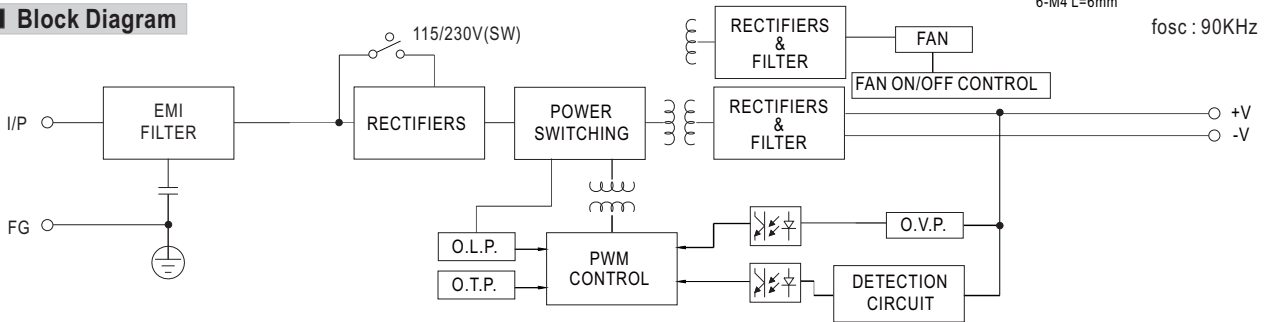 6-M4 L=6mm
Block Diagram
fosc : 90KHz
115/230V(SW)
RECTIFIERS
&
FILTER
FAN
FAN ON/OFF CONTROL
I/P
EMI
FILTER
RECTIFIERS
POWER
SWITCHING
RECTIFIERS
&
FILTER
+V
-V
FG
O.L.P.
O.T.P.
PWM
CONTROL
O.V.P.
DETECTION
CIRCUIT